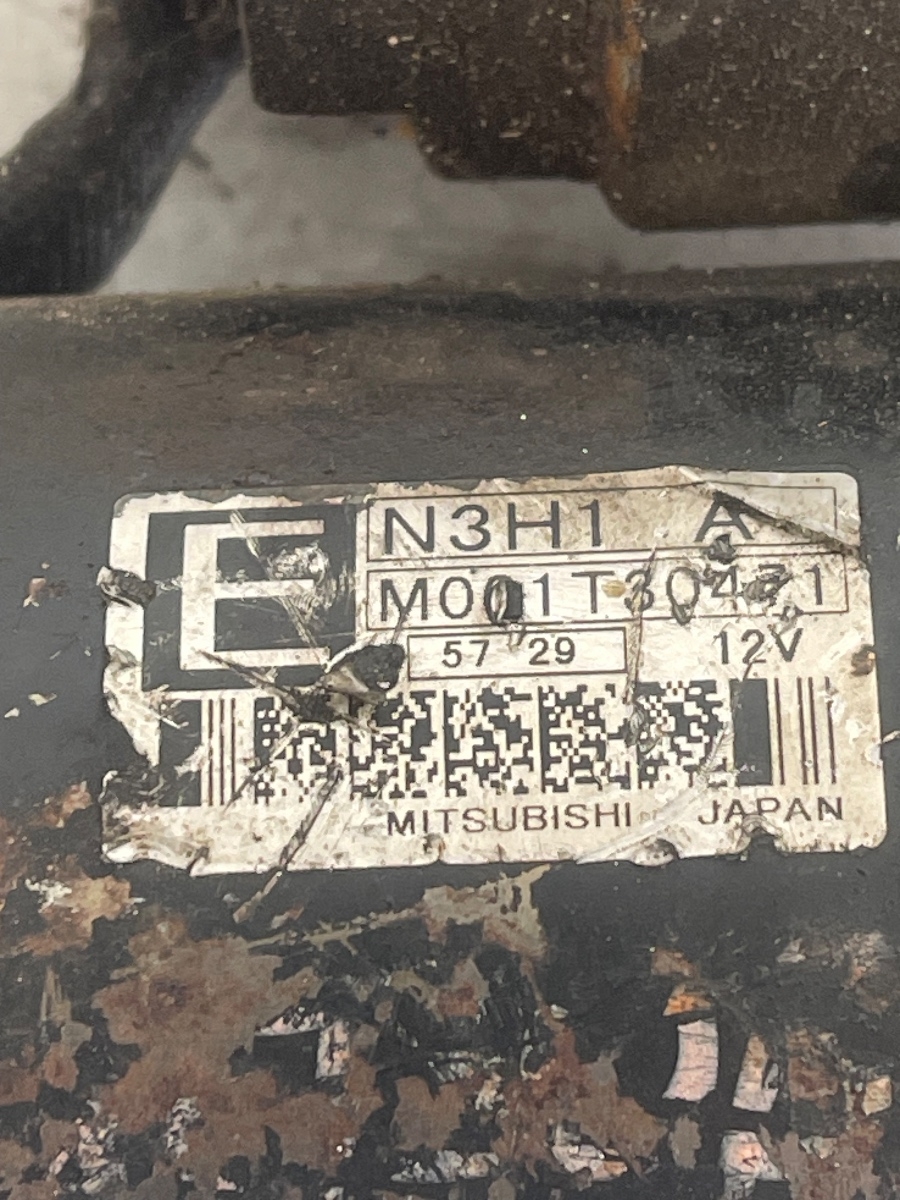 E
N3H1 A
M001T30471
57 29
12V
MITSUBISHI JAPAN